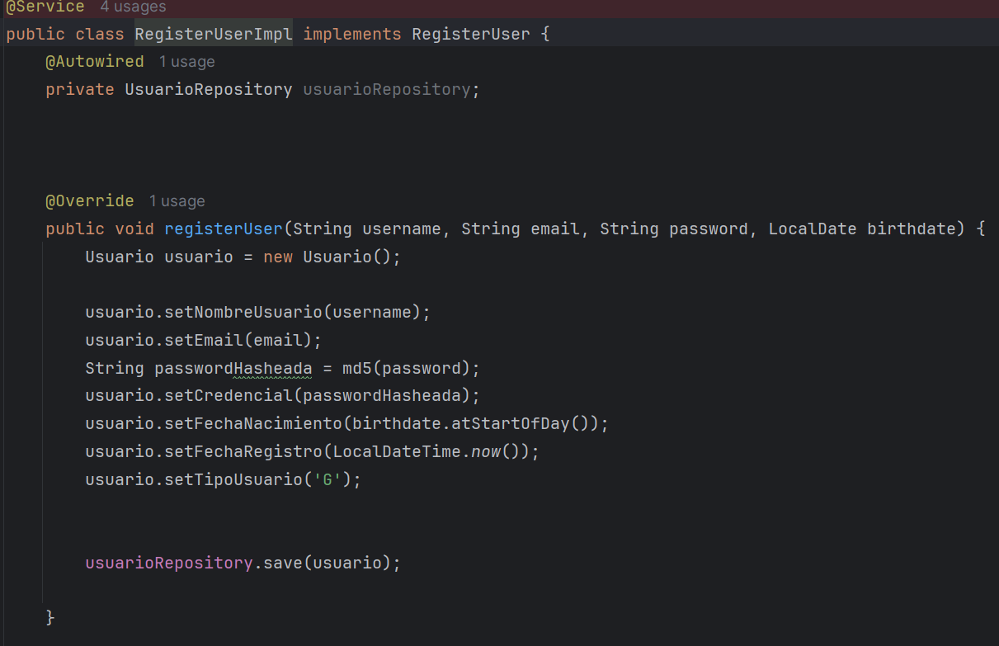 @Service 4 usages
public class RegisterUserImpl implements RegisterUser {
@Autowired 1 usage
private UsuarioRepository usuarioRepository;
@Override 1 usage
public void registerUser(String username, String email, String password, LocalDate birthdate) {
Usuario usuario = new Usuario();
usuario.setNombreUsuario(username);
usuario.setEmail(email);
String passwordHasheada = md5(password);
usuario.setCredencial(passwordHasheada);
usuario.setFechaNacimiento(birthdate.atStartOfDay());
usuario.setFechaRegistro(LocalDateTime.now());
usuario.setTipoUsuario('G');
usuarioRepository.save(usuario);
}